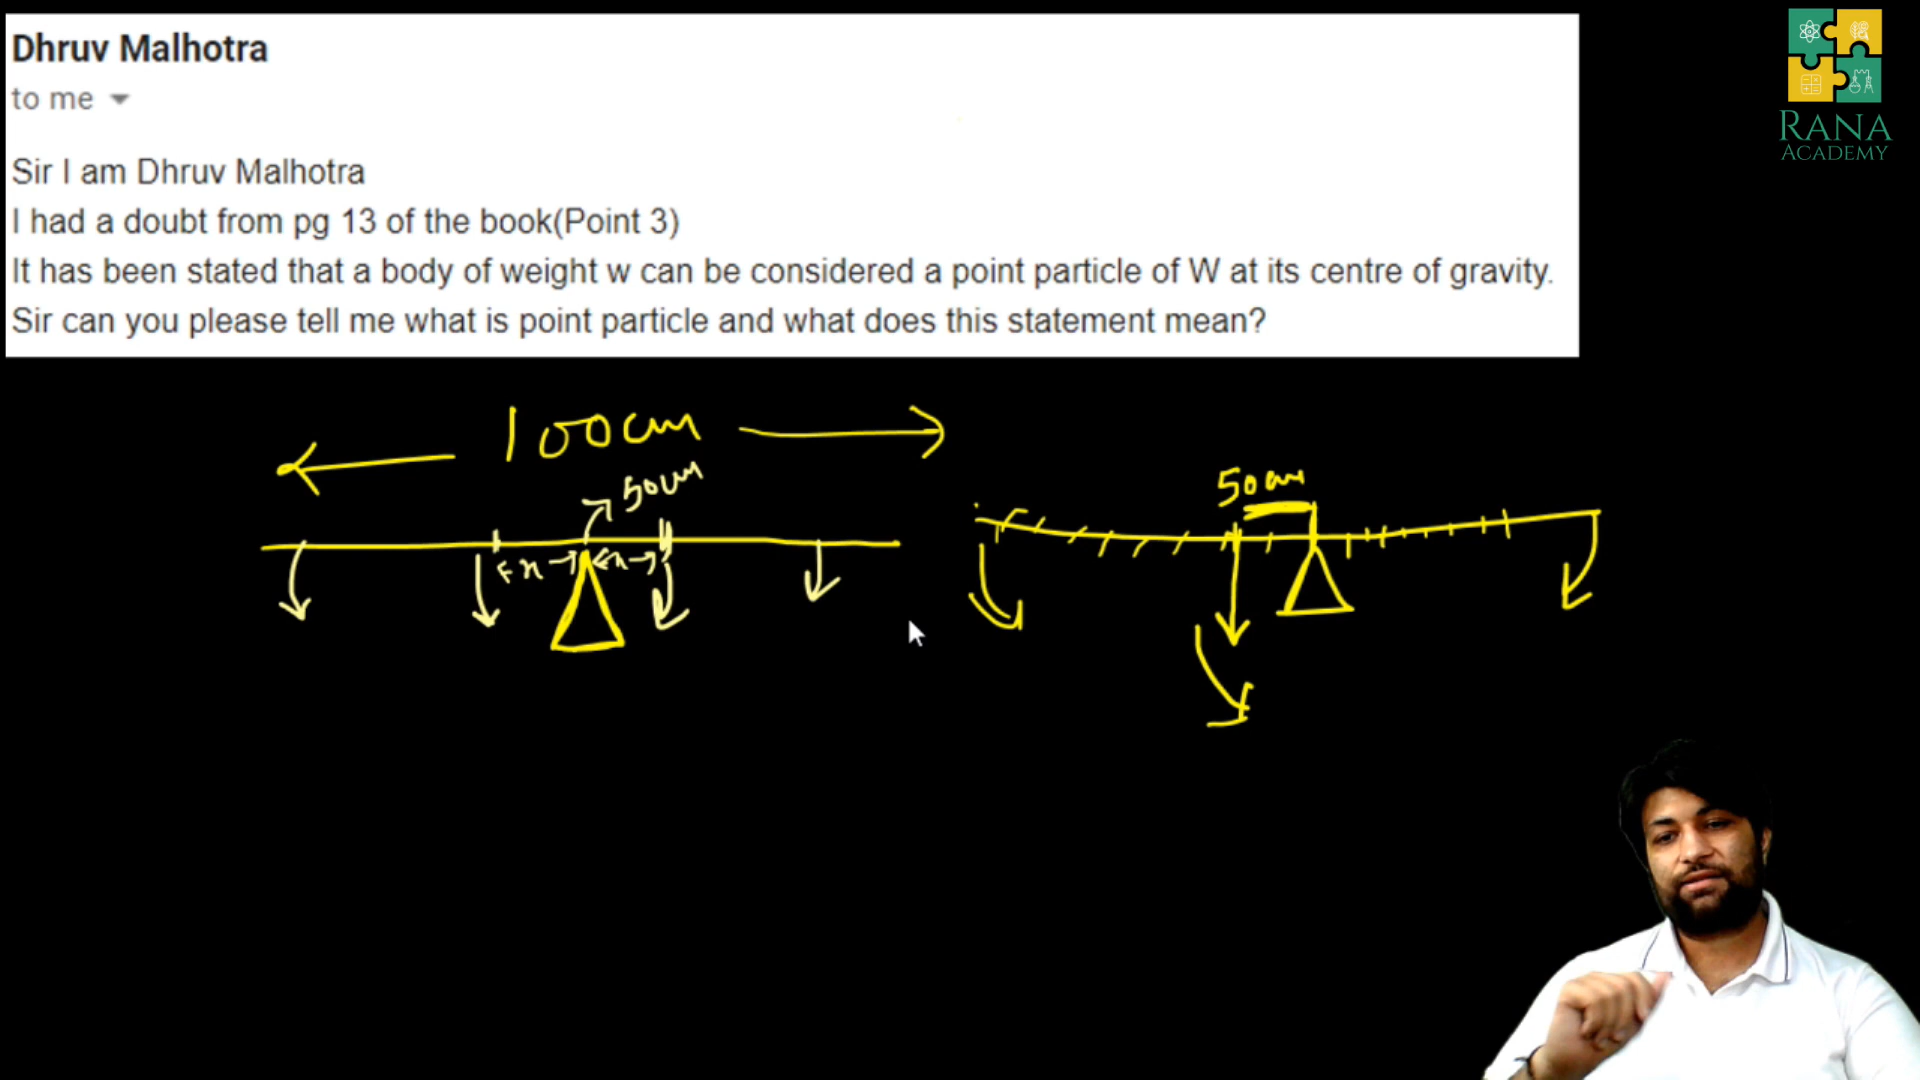 Dhruv Malhotra
to me
Sir I am Dhruv Malhotra
I had a doubt from pg 13 of the book(Point 3)
It has been stated that a body of weight w can be considered a point particle of W at its centre of gravity.
Sir can you please tell me what is point particle and what does this statement mean?
RANA
ACADEMY
100cm
50cm
x
x
50cm